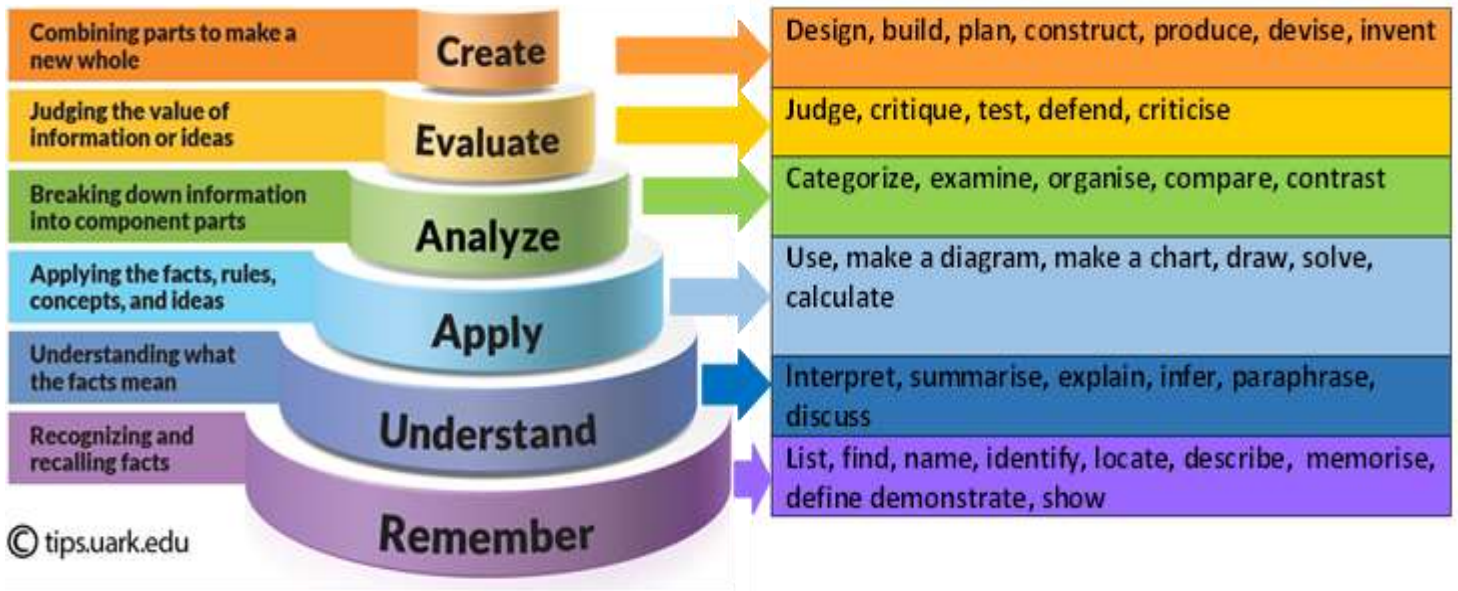 Combining parts to make a
new whole
Create
Design, build, plan, construct, produce, devise, invent
Judging the value of
information or ideas
Evaluate
Judge, critique, test, defend, criticise
Breaking down information
into component parts
Analyze
Categorize, examine, organise, compare, contrast
Applying the facts, rules,
concepts, and ideas
Apply
Use, make a diagram, make a chart, draw, solve,
calculate
Understanding what
the facts mean
Understand
Interpret, summarise, explain, infer, paraphrase,
discuss
Recognizing and
recalling facts
Remember
List, find, name, identify, locate, describe, memorise,
define demonstrate, show
© tips.uark.edu